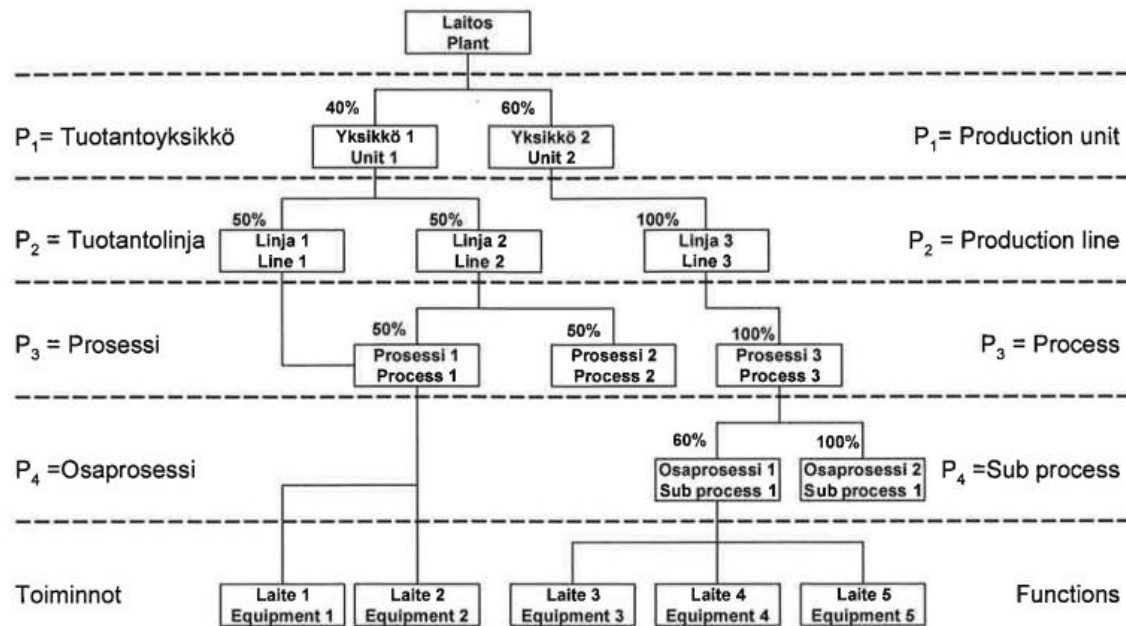 Laitos
Plant
40%
60%
P₁= Tuotantoyksikkö
Yksikkö 1
Unit 1
Yksikkö 2
Unit 2
P₁= Production unit
50%
50%
100%
P₂ = Tuotantolinja
Linja 1
Line 1
Linja 2
Line 2
Linja 3
Line 3
P₂ = Production line
50%
50%
100%
P₃ = Prosessi
Prosessi 1
Process 1
Prosessi 2
Process 2
Prosessi 3
Process 3
P₃ = Process
60%
100%
P₄ =Osaprosessi
Osaprosessi 1
Sub process 1
Osaprosessi 2
Sub process 1
P₄ =Sub process
Toiminnot
Laite 1
Equipment 1
Laite 2
Equipment 2
Laite 3
Equipment 3
Laite 4
Equipment 4
Laite 5
Equipment 5
Functions